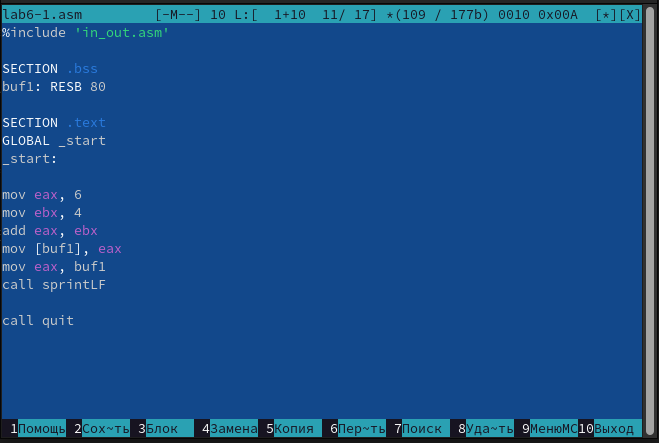 lab6-1.asm [-M--] 10 L:[ 1+10 11/ 17] *(109 / 177b) 0010 0x00A [*][X]
%include 'in_out.asm'
SECTION .bss
buf1: RESB 80
SECTION .text
GLOBAL _start
_start:
mov eax, 6
mov ebx, 4
add eax, ebx
mov [buf1], eax
mov eax, buf1
call sprintLF
call quit
1Помощь 2Сох~ть 3Блок 4Замена 5Копия 6Пер~ть 7Поиск 8Уда~ть 9МенюMC 10Выход